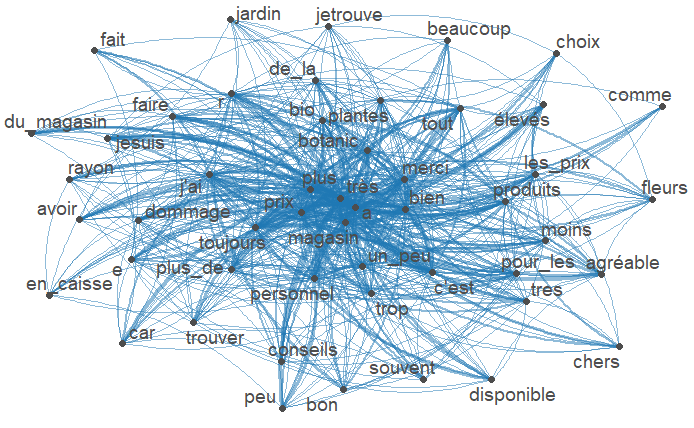 jardin
jetrouve
beaucoup
fait
choix
de_la
comme
faire
r
bio
plantes
tout
élevés
du_magasin
jesuis
botanic
rayon
j'ai
plus
très
merci
les_prix
produits
fleurs
avoir
dommage
prix
a
bien
toujours
magasin
moins
e
plus_de
un_peu
pour_les
agréable
en_caisse
personnel
c'est
tres
trop
car
trouver
conseils
souvent
chers
peu
bon
disponible